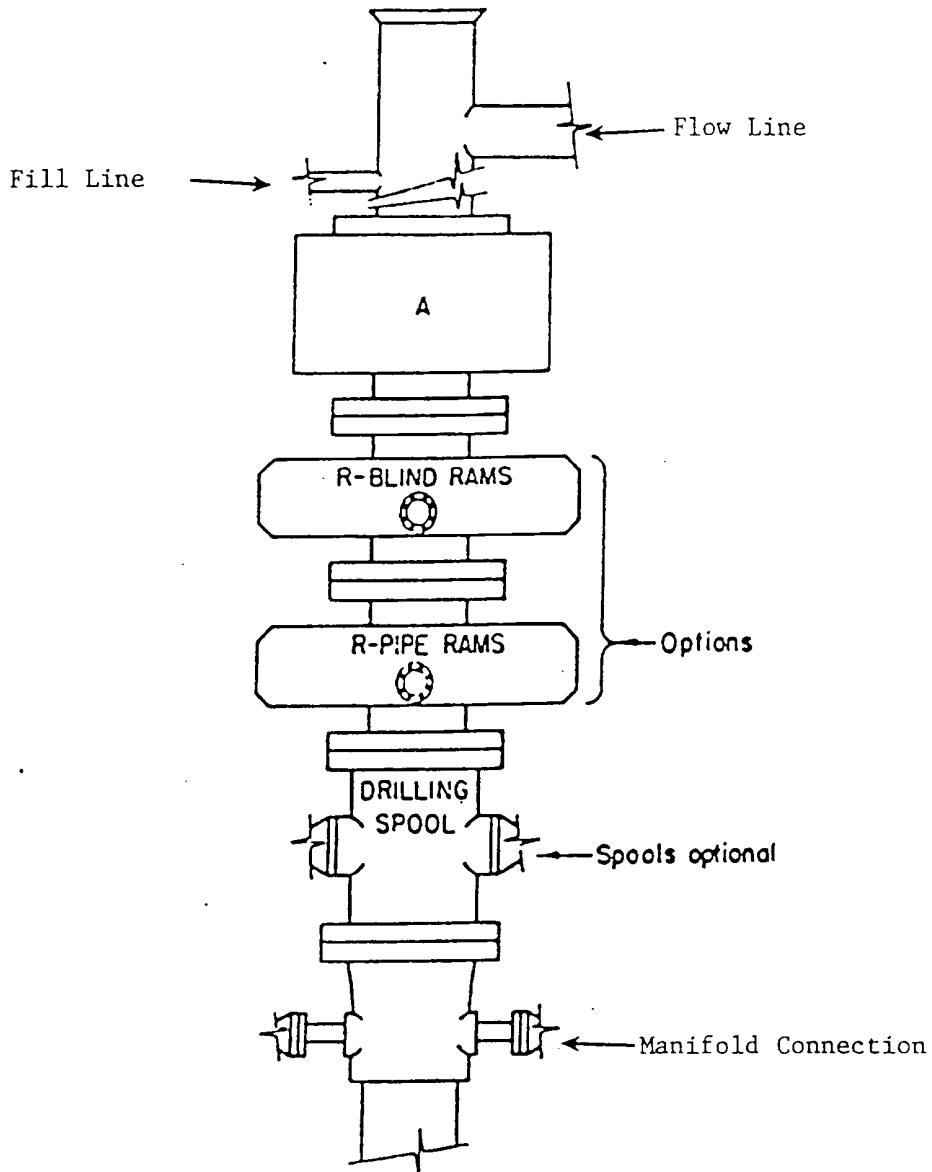 Flow Line
Fill Line
A
R-BLIND RAMS
R-PIPE RAMS
Options
DRILLING
SPOOL
Spools optional
Manifold Connection